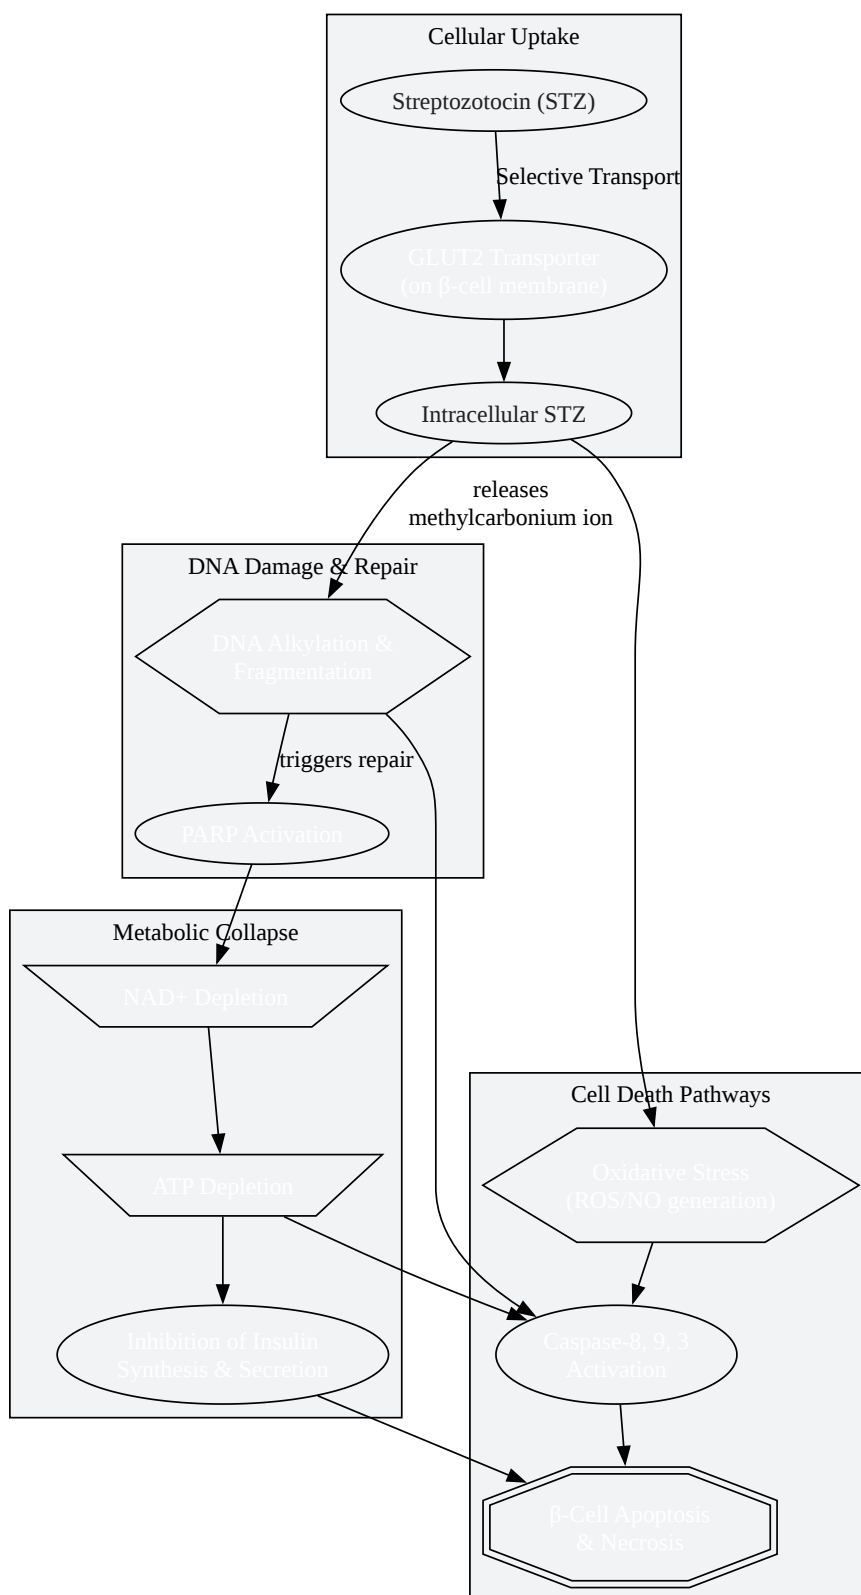 Cellular Uptake
Streptozotocin (STZ)
Selective Transport
GLUT2 Transporter
(on β-cell membrane)
Intracellular STZ
releases
methylcarbonium ion
DNA Damage & Repair
DNA Alkylation &
Fragmentation
triggers repair
PARP Activation
Metabolic Collapse
NAD+ Depletion
ATP Depletion
Inhibition of Insulin
Synthesis & Secretion
Cell Death Pathways
Oxidative Stress
(ROS/NO generation)
Caspase-8, 9, 3
Activation
β-Cell Apoptosis
& Necrosis